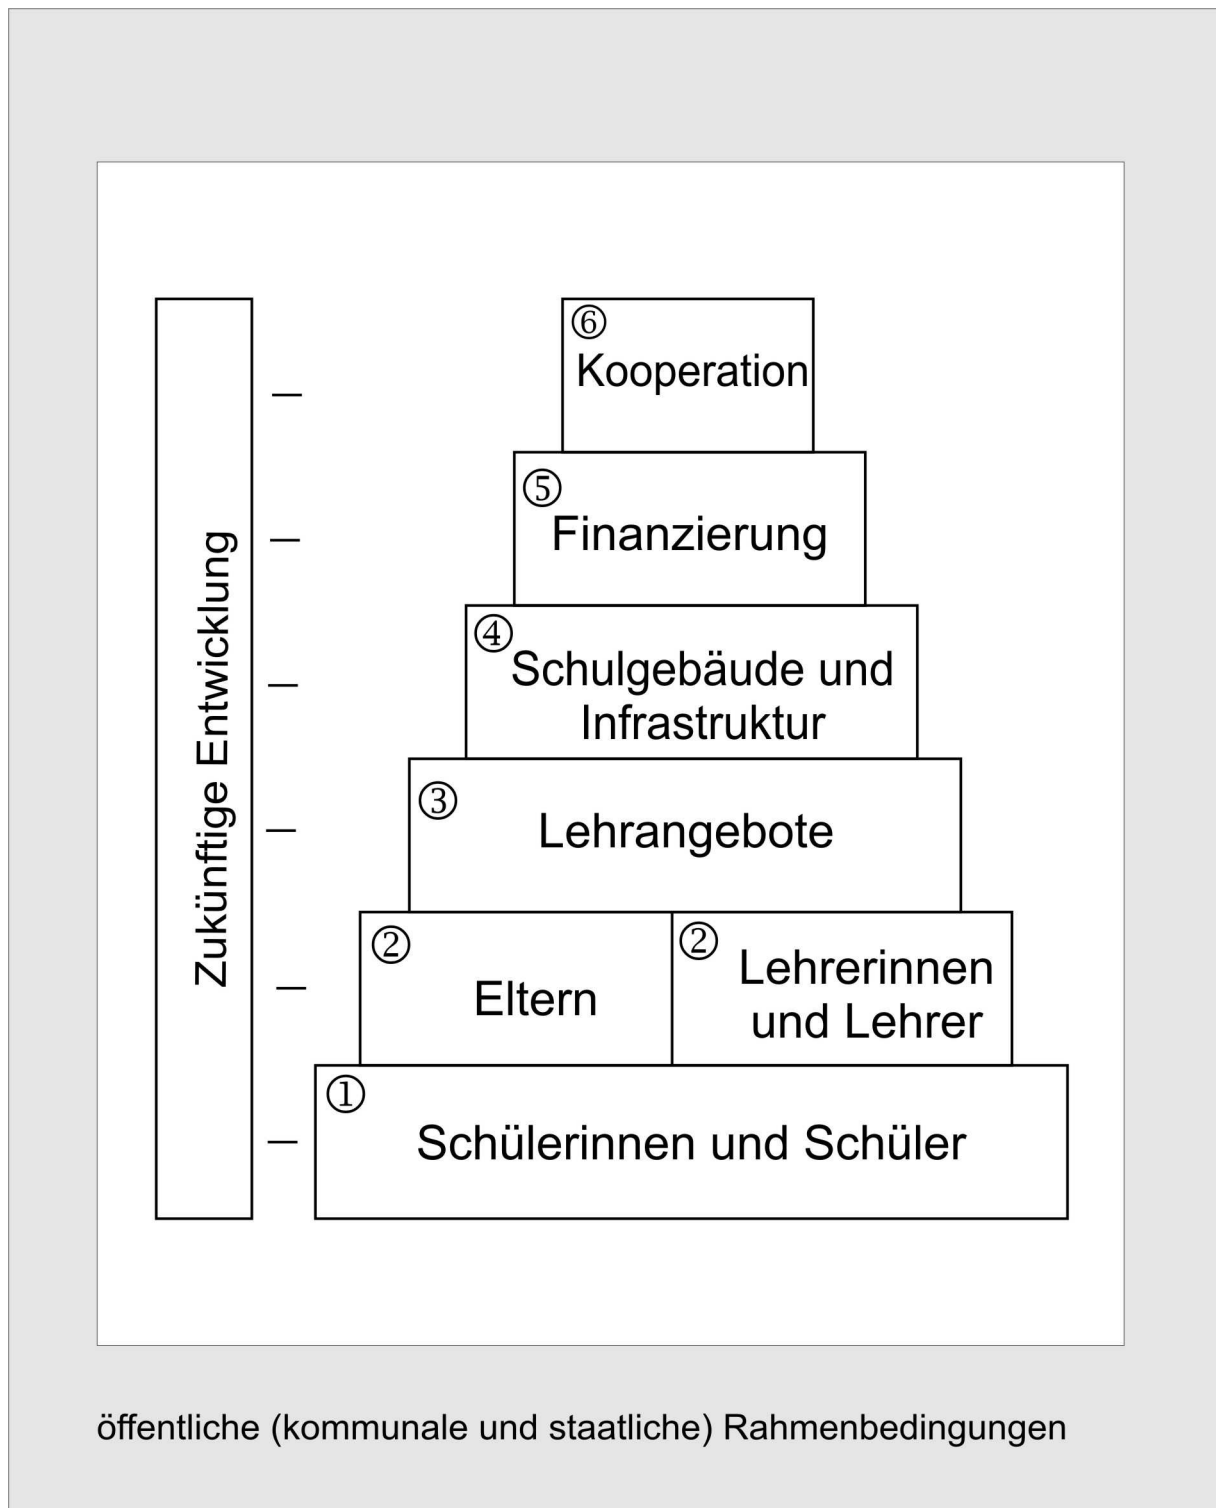 ⑥
Kooperation
⑤
Finanzierung
④
Schulgebäude und
Infrastruktur
③
Lehrangebote
②
Eltern
②
Lehrerinnen
und Lehrer
①
Schülerinnen und Schüler
Zukünftige Entwicklung
öffentliche (kommunale und staatliche) Rahmenbedingungen